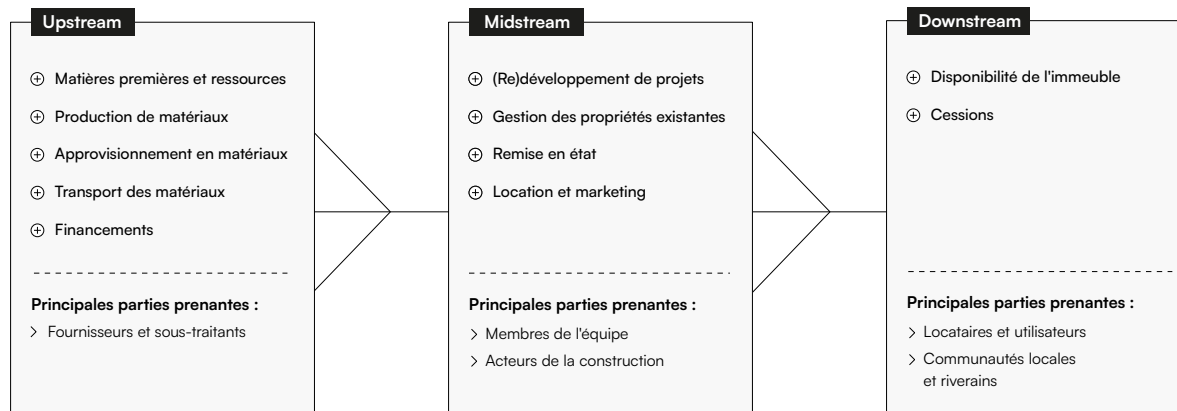 Upstream
Matières premières et ressources
Production de matériaux
Approvisionnement en matériaux
Transport des matériaux
Financements
Principales parties prenantes :
Fournisseurs et sous-traitants
Midstream
(Re)développement de projets
Gestion des propriétés existantes
Remise en état
Location et marketing
Principales parties prenantes :
Membres de l'équipe
Acteurs de la construction
Downstream
Disponibilité de l'immeuble
Cessions
Principales parties prenantes :
Locataires et utilisateurs
Communautés locales
et riverains